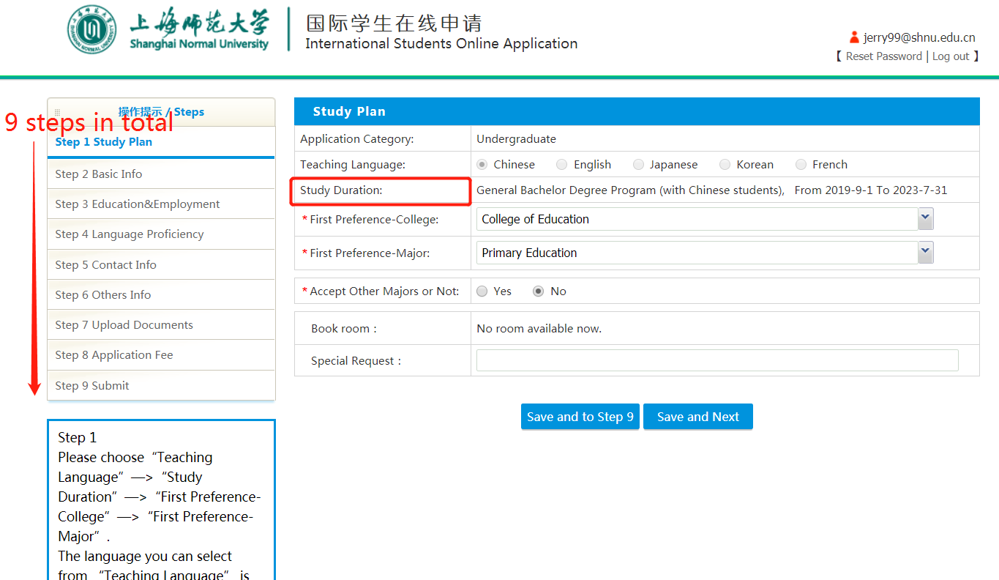 上海师范大学
Shanghai Normal University
国际学生在线申请
International Students Online Application
jerry99@shnu.edu.cn
【 Reset Password | Log out 】
操作提示 / Steps
9 steps in total
Step 1 Study Plan
Step 2 Basic Info
Step 3 Education&Employment
Step 4 Language Proficiency
Step 5 Contact Info
Step 6 Others Info
Step 7 Upload Documents
Step 8 Application Fee
Step 9 Submit
Step 1
Please choose “Teaching
Language” —> “Study
Duration” —> “First Preference-
College” —> “First Preference-
Major” .
The language you can select
from “Teaching Language” is
Study Plan
Application Category: Undergraduate
Teaching Language: Chinese English Japanese Korean French
Study Duration: General Bachelor Degree Program (with Chinese students), From 2019-9-1 To 2023-7-31
* First Preference-College: College of Education
* First Preference-Major: Primary Education
* Accept Other Majors or Not: Yes No
Book room : No room available now.
Special Request :
Save and to Step 9 Save and Next